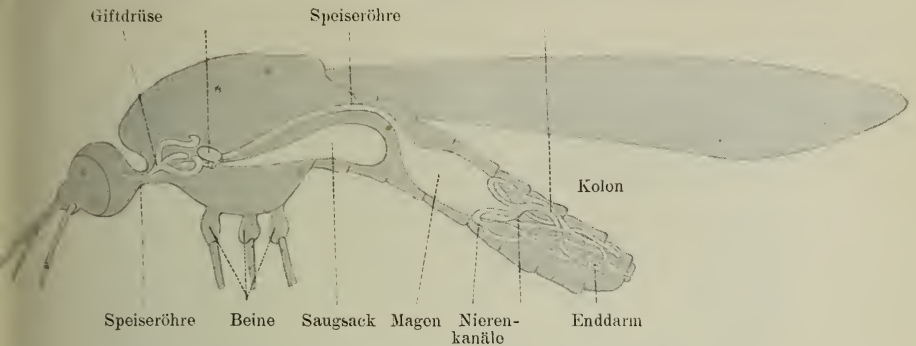 Giftdrüse
Speiseröhre
Kolon
Speiseröhre
Beine
Saugsack
Magen
Nieren-
kanäle
Enddarm